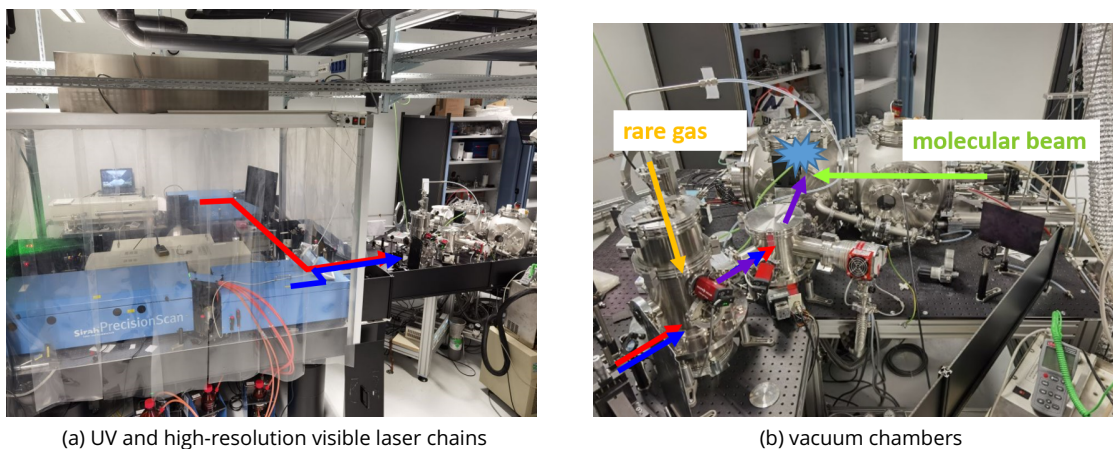 rare gas
molecular beam
Sirah PrecisionScan
(a) UV and high-resolution visible laser chains
(b) vacuum chambers